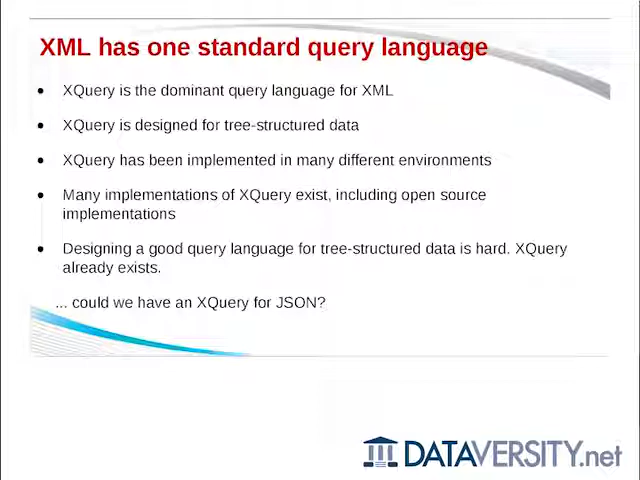 XML has one standard query language
• XQuery is the dominant query language for XML
• XQuery is designed for tree-structured data
• XQuery has been implemented in many different environments
• Many implementations of XQuery exist, including open source
implementations
• Designing a good query language for tree-structured data is hard. XQuery
already exists.
... could we have an XQuery for JSON?
DATAVERSITY.net